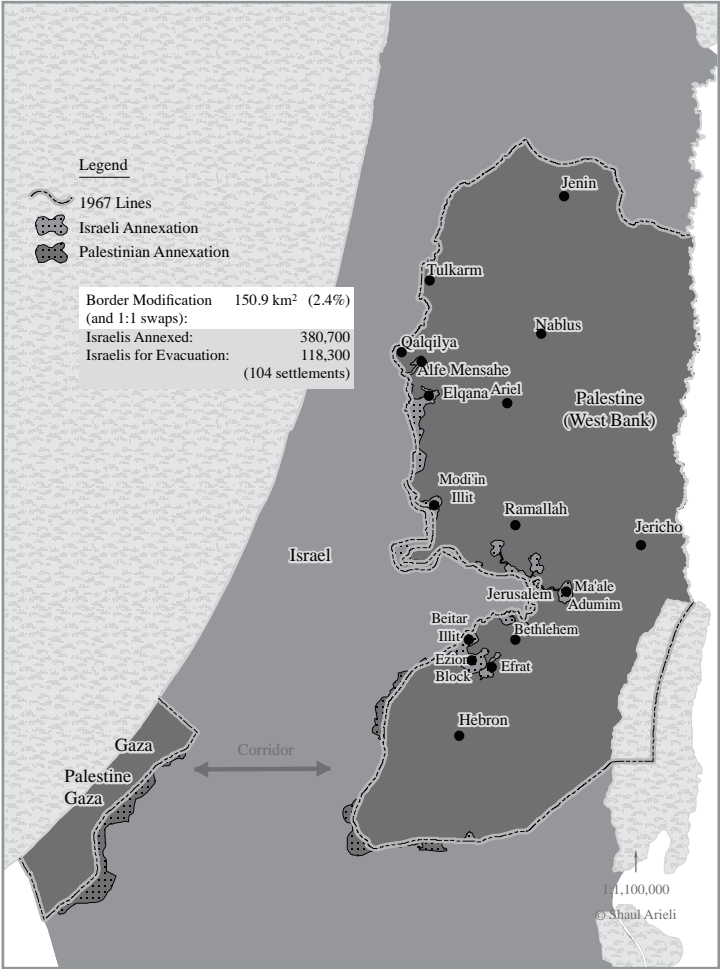 Legend
1967 Lines
Israeli Annexation
Palestinian Annexation
Border Modification 150.9 km² (2.4%)
(and 1:1 swaps):
Israelis Annexed: 380,700
Israelis for Evacuation: 118,300
(104 settlements)
Jenin
Tulkarm
Nablus
Qalqilya
Alfe Mensahe
Elqana
Ariel
Palestine
(West Bank)
Modi'in
Illit
Ramallah
Jericho
Israel
Jerusalem
Ma'ale
Adumim
Beitar
Illit
Bethlehem
Ezion
Block
Efrat
Hebron
Gaza
Corridor
Palestine
Gaza
1:1,100,000
© Shaul Arieli